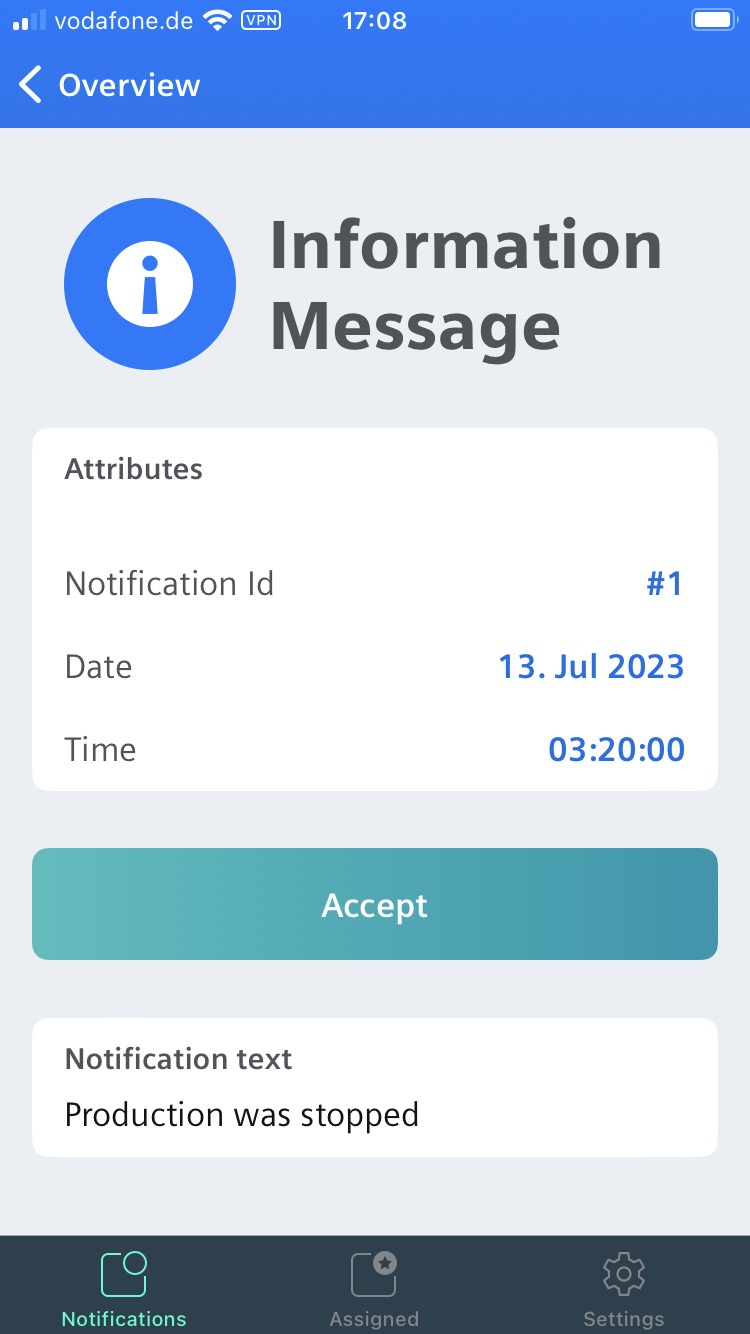 vodafone.de VPN 17:08
Overview
Information
Message
Attributes
Notification Id #1
Date 13. Jul 2023
Time 03:20:00
Accept
Notification text
Production was stopped
Notifications Assigned Settings